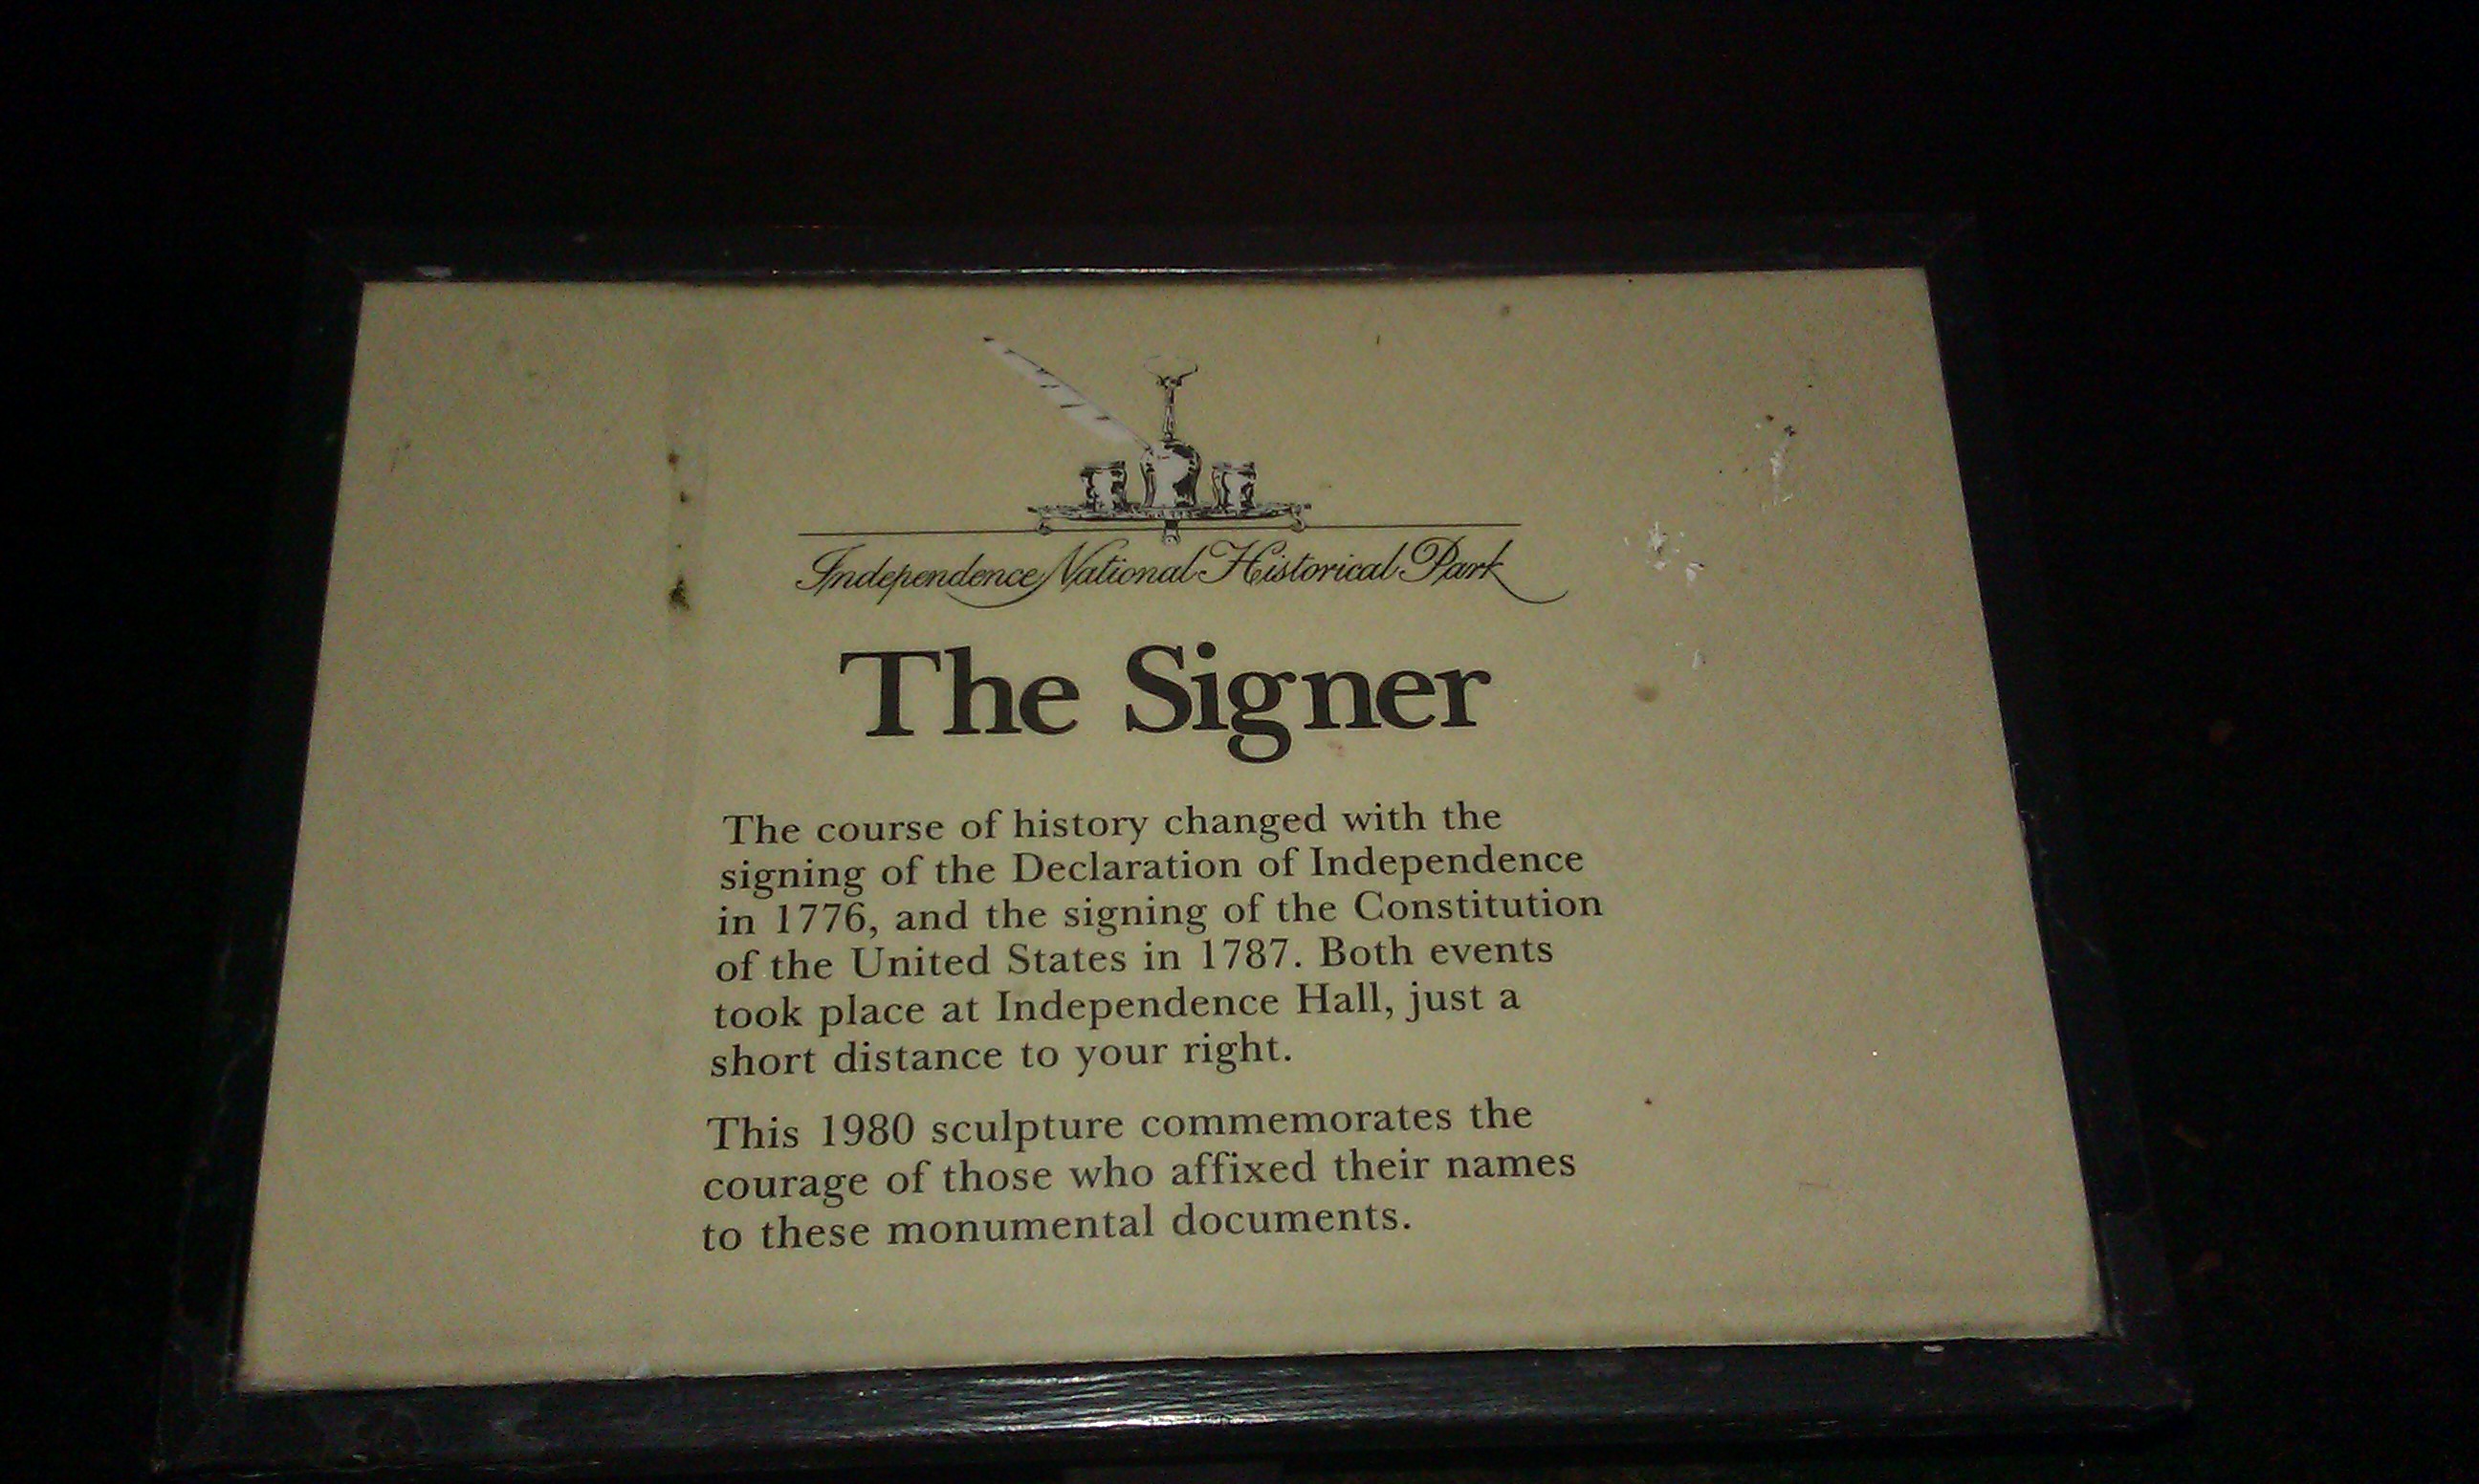 Independence National Historical Park
The Signer
The course of history changed with the
signing of the Declaration of Independence
in 1776, and the signing of the Constitution
of the United States in 1787. Both events
took place at Independence Hall, just a
short distance to your right.
This 1980 sculpture commemorates the
courage of those who affixed their names
to these monumental documents.